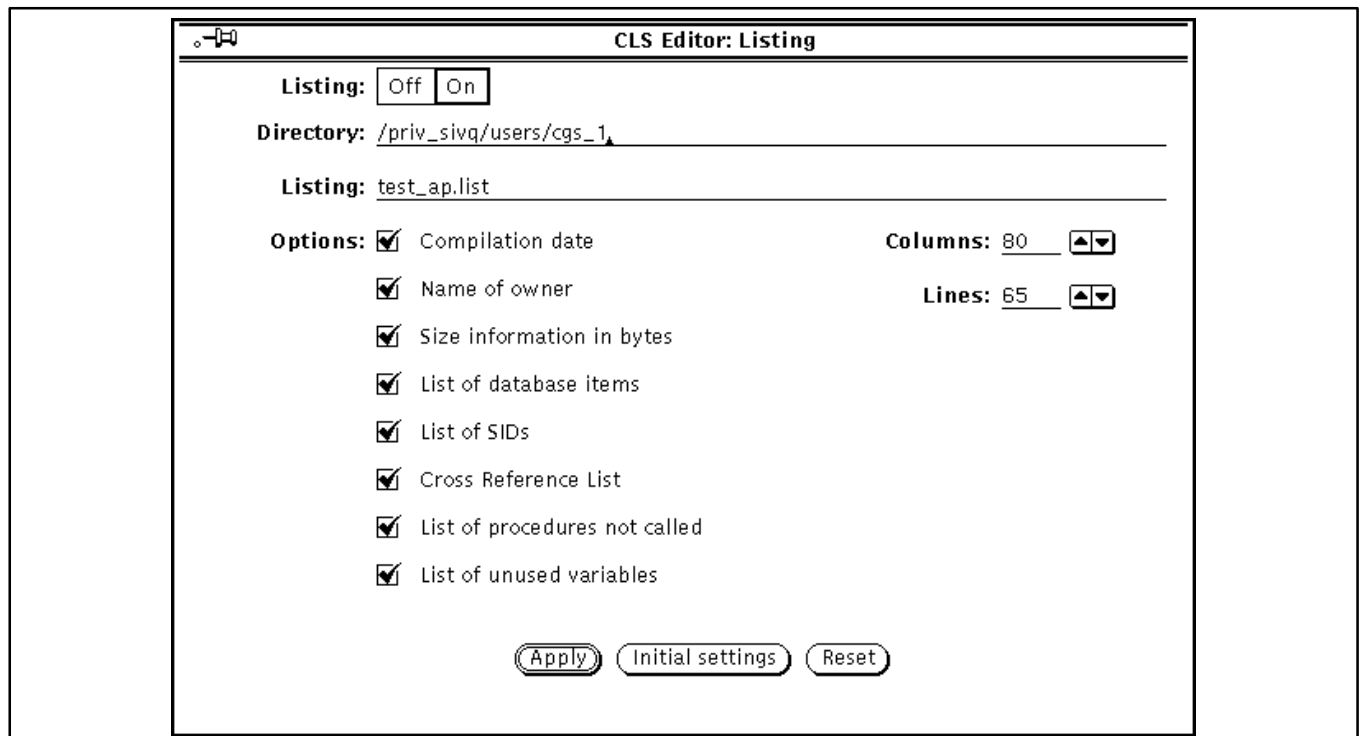 CLS Editor: Listing
Listing: Off On
Directory: /priv_sivq/users/cgs_1
Listing: test_ap.list
Options: Compilation date Columns: 80
Name of owner Lines: 65
Size information in bytes
List of database items
List of SIDs
Cross Reference List
List of procedures not called
List of unused variables
Apply Initial settings Reset